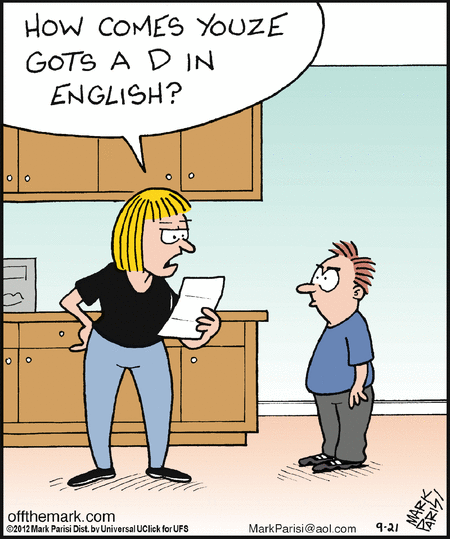 HOW COMES YOUZE
GOTS A D IN
ENGLISH?
MARK
PARISI
offthemark.com
©2012 Mark Parisi Dist. by Universal UClick for UFS
MarkParisi@aol.com
9-21